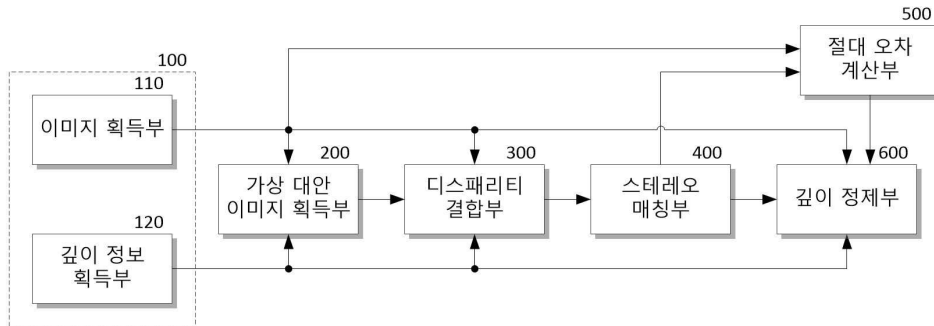 500
절대 오차
계산부
100
110
이미지 획득부
200
가상 대안
이미지 획득부
300
디스패리티
결합부
400
스테레오
매칭부
600
깊이 정제부
120
깊이 정보
획득부